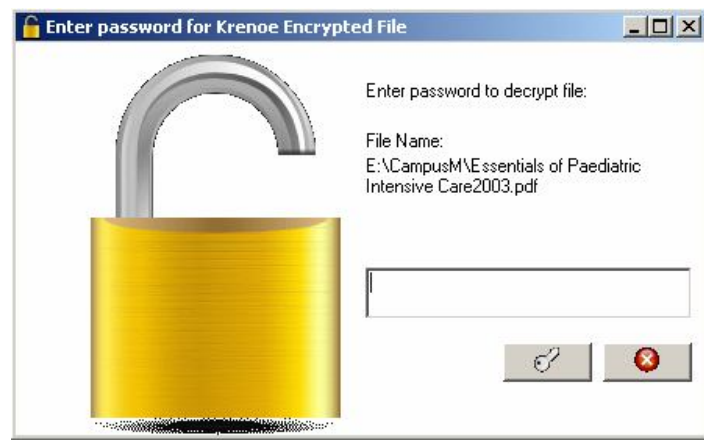 Enter password for Krenoe Encrypted File
Enter password to decrypt file:
File Name:
E:\CampusM\Essentials of Paediatric
Intensive Care2003.pdf